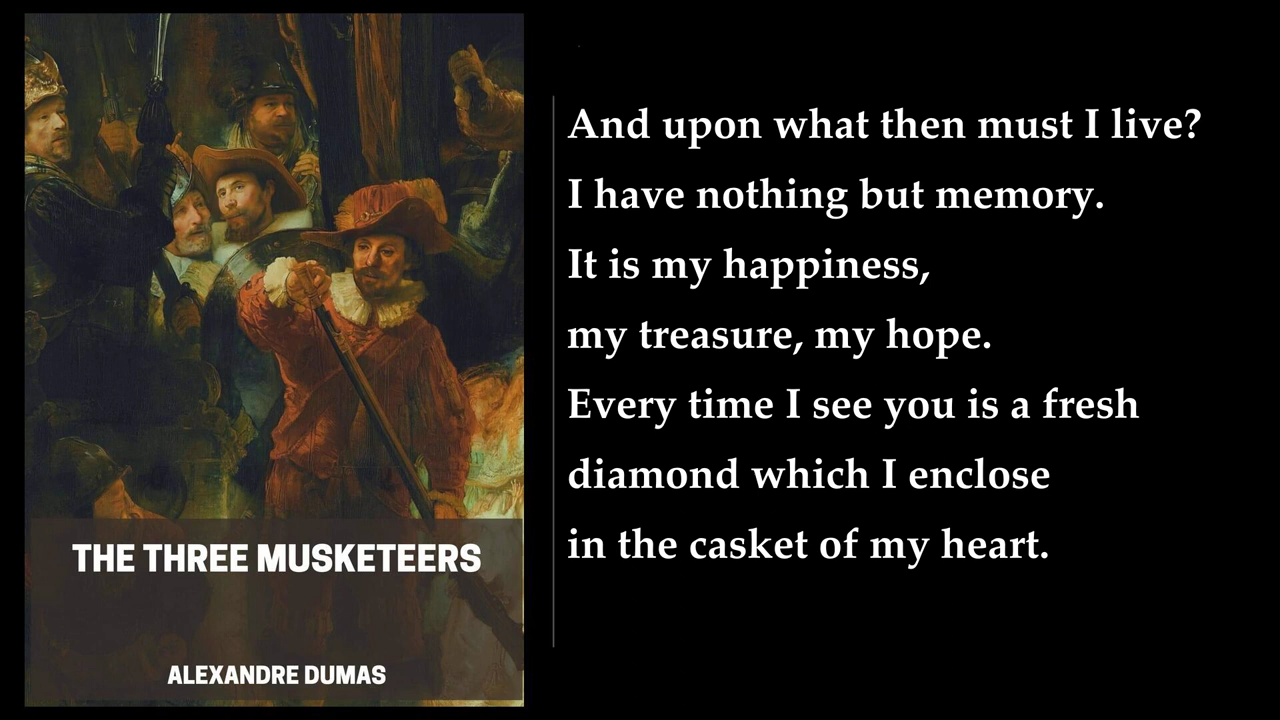 THE THREE MUSKETEERS
ALEXANDRE DUMAS
And upon what then must I live?
I have nothing but memory.
It is my happiness,
my treasure, my hope.
Every time I see you is a fresh
diamond which I enclose
in the casket of my heart.